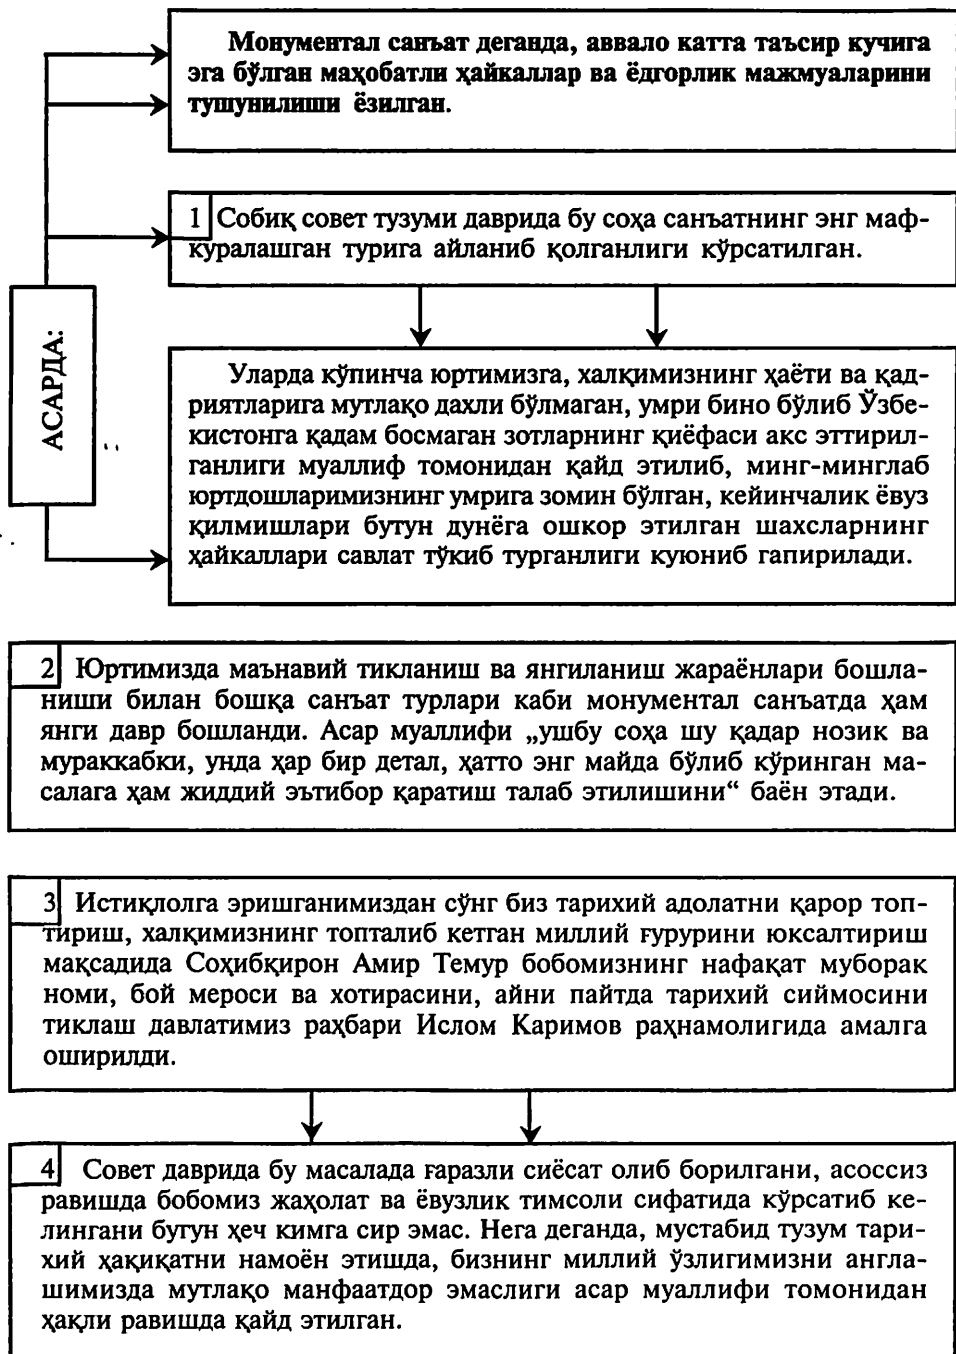 Монументал санъат деганда, аввало катта таъсир кучига
эга бўлган маҳобатли ҳайкаллар ва ёдгорлик мажмуаларини
тушунилиши ёзилган.
1 Собиқ совет тузуми даврида бу соҳа санъатнинг энг маф-
куралашган турига айланиб қолганлиги кўрсатилган.
АСАРДА:
Уларда кўпинча юртимизга, халқимизнинг ҳаёти ва қад-
риятларига мутлақо дахли бўлмаган, умри бино бўлиб Ўзбе-
кистонга қадам босмаган зотларнинг қиёфаси акс эттирил-
ганлиги муаллиф томонидан қайд этилиб, минг-минглаб
юртдошларимизнинг умрига зомин бўлган, кейинчалик ёвуз
қилмишлари бутун дунёга ошкор этилган шахсларнинг
ҳайкаллари савлат тўкиб турганлиги куюниб гапирилади.
2 Юртимизда маънавий тикланиш ва янгиланиш жараёнлари бошла-
ниши билан бошқа санъат турлари каби монументал санъатда ҳам
янги давр бошланди. Асар муаллифи „ушбу соҳа шу қадар нозик ва
мураккабки, унда ҳар бир детал, ҳатто энг майда бўлиб кўринган ма-
салага ҳам жиддий эътибор қаратиш талаб этилишини“ баён этади.
3 Истиқлолга эришганимиздан сўнг биз тарихий адолатни қарор топ-
тириш, халқимизнинг топталиб кетган миллий ғурурини юксалтириш
мақсадида Соҳибқирон Амир Темур бобомизнинг нафақат муборак
номи, бой мероси ва хотирасини, айни пайтда тарихий сиймосини
тиклаш давлатимиз раҳбари Ислом Каримов раҳнамолигида амалга
оширилди.
4 Совет даврида бу масалада ғаразли сиёсат олиб борилгани, асоссиз
равишда бобомиз жаҳолат ва ёвузлик тимсоли сифатида кўрсатиб ке-
лингани бугун ҳеч кимга сир эмас. Нега деганда, мустабид тузум тари-
хий ҳақиқатни намоён этишда, бизнинг миллий ўзлигимизни англа-
шимизда мутлақо манфаатдор эмаслиги асар муаллифи томонидан
ҳақли равишда қайд этилган.